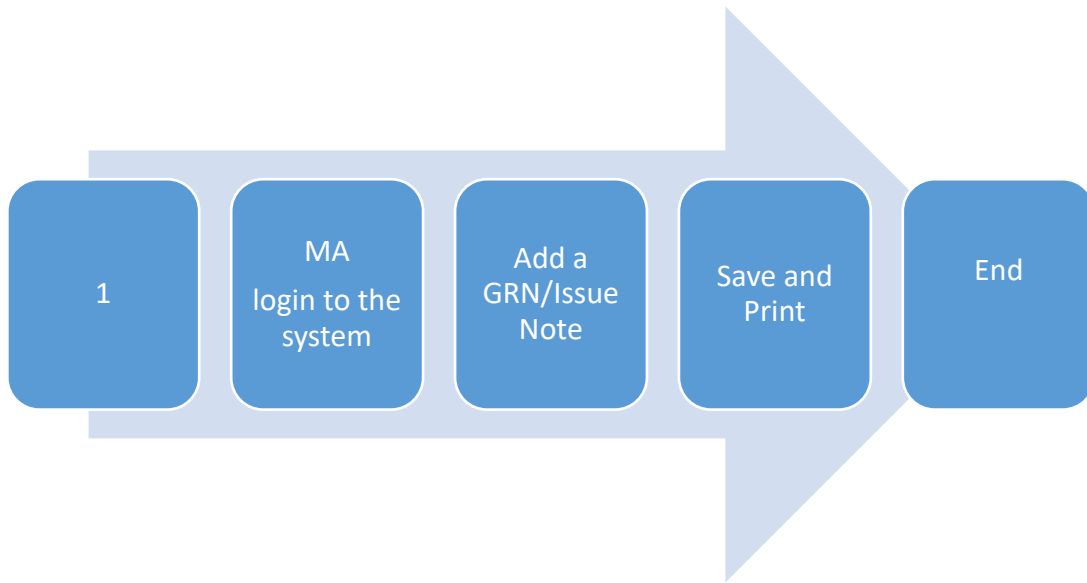 1
MA
login to the
system
Add a
GRN/Issue
Note
Save and
Print
End